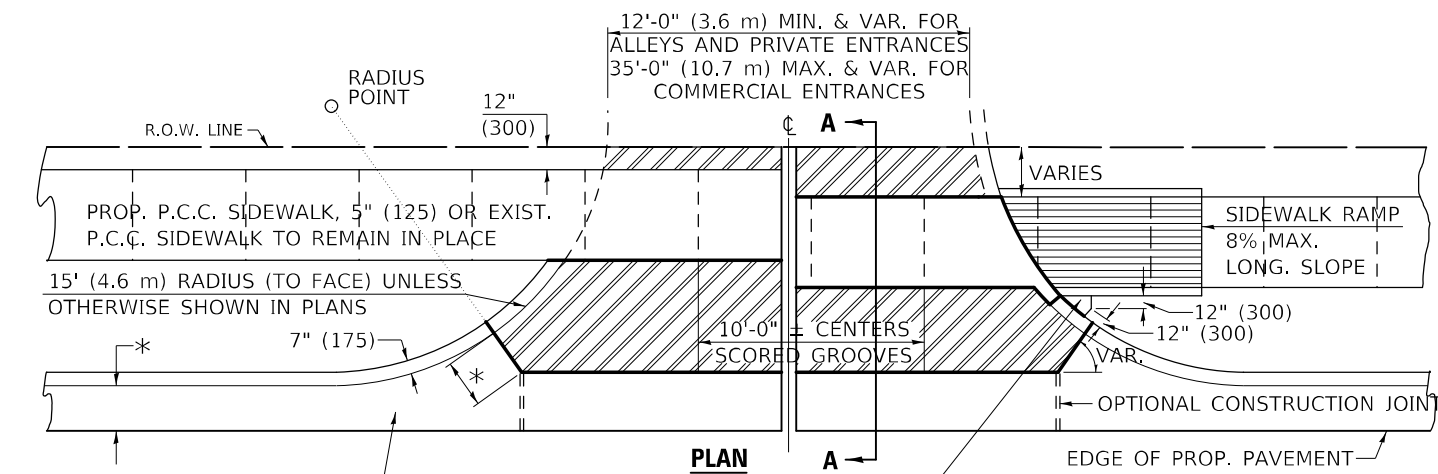 12'-0" (3.6 m) MIN. & VAR. FOR
ALLEYS AND PRIVATE ENTRANCES
35'-0" (10.7 m) MAX. & VAR. FOR
COMMERCIAL ENTRANCES
RADIUS
POINT
12"
(300)
℄
A
R.O.W. LINE
VARIES
PROP. P.C.C. SIDEWALK, 5" (125) OR EXIST.
P.C.C. SIDEWALK TO REMAIN IN PLACE
SIDEWALK RAMP
8% MAX.
LONG. SLOPE
15' (4.6 m) RADIUS (TO FACE) UNLESS
OTHERWISE SHOWN IN PLANS
12" (300)
12" (300)
7" (175)
10'-0" ± CENTERS
SCORED GROOVES
VAR.
*
*
OPTIONAL CONSTRUCTION JOINT
PLAN
A
EDGE OF PROP. PAVEMENT